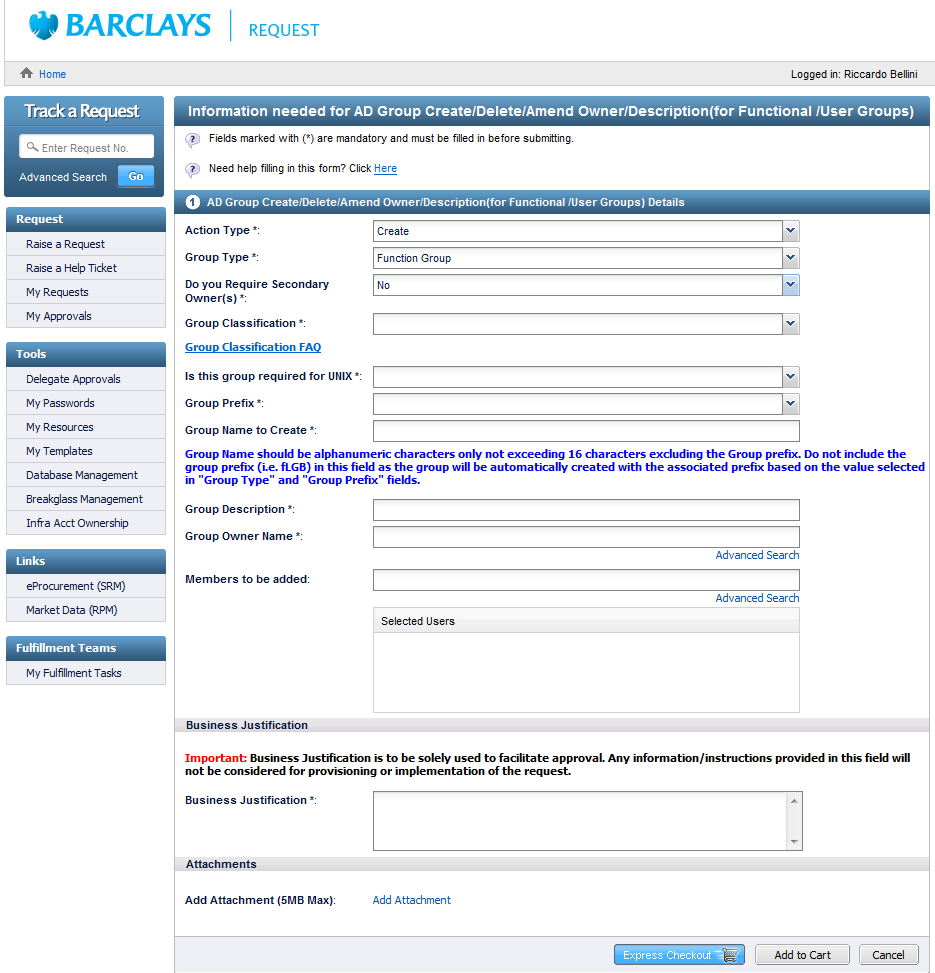 BARCLAYS REQUEST
Home
Logged in: Riccardo Bellini
Track a Request
Enter Request No.
Advanced Search Go
Request
Raise a Request
Raise a Help Ticket
My Requests
My Approvals
Tools
Delegate Approvals
My Passwords
My Resources
My Templates
Database Management
Breakglass Management
Infra Acct Ownership
Links
eProcurement (SRM)
Market Data (RPM)
Fulfillment Teams
My Fulfillment Tasks
Information needed for AD Group Create/Delete/Amend Owner/Description(for Functional /User Groups)
? Fields marked with (*) are mandatory and must be filled in before submitting.
? Need help filling in this form? Click Here
1 AD Group Create/Delete/Amend Owner/Description(for Functional /User Groups) Details
Action Type *: Create
Group Type *: Function Group
Do you Require Secondary
Owner(s) *: No
Group Classification *:
Group Classification FAQ
Is this group required for UNIX *:
Group Prefix *:
Group Name to Create *:
Group Name should be alphanumeric characters only not exceeding 16 characters excluding the Group prefix. Do not include the
group prefix (i.e. fLGB) in this field as the group will be automatically created with the associated prefix based on the value selected
in "Group Type" and "Group Prefix" fields.
Group Description *:
Group Owner Name *:
Advanced Search
Members to be added:
Advanced Search
Selected Users
Business Justification
Important: Business Justification is to be solely used to facilitate approval. Any information/instructions provided in this field will
not be considered for provisioning or implementation of the request.
Business Justification *:
Attachments
Add Attachment (5MB Max): Add Attachment
Express Checkout Add to Cart Cancel